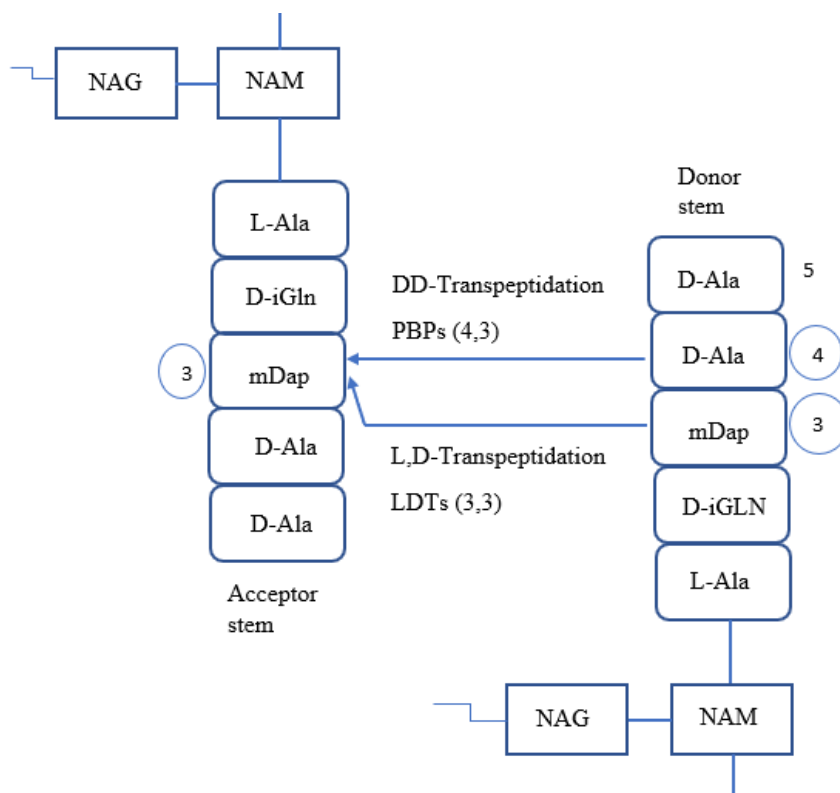 NAG
NAM
L-Ala
D-iGln
3
mDap
D-Ala
D-Ala
Acceptor
stem
DD-Transpeptidation
PBPs (4,3)
L,D-Transpeptidation
LDTs (3,3)
Donor
stem
D-Ala
5
D-Ala
4
mDap
3
D-iGLN
L-Ala
NAG
NAM